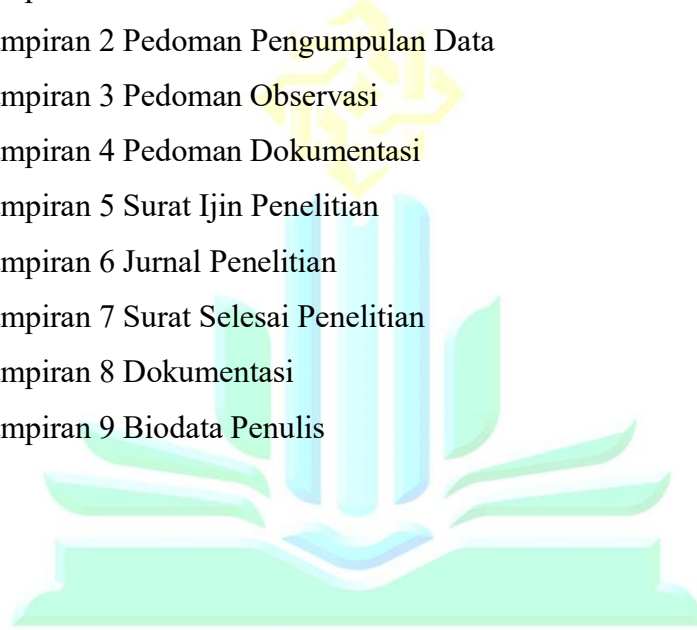 mpiran 2 Pedoman Pengumpulan Data
mpiran 3 Pedoman Observasi
mpiran 4 Pedoman Dokumentasi
mpiran 5 Surat Ijin Penelitian
mpiran 6 Jurnal Penelitian
mpiran 7 Surat Selesai Penelitian
mpiran 8 Dokumentasi
mpiran 9 Biodata Penulis